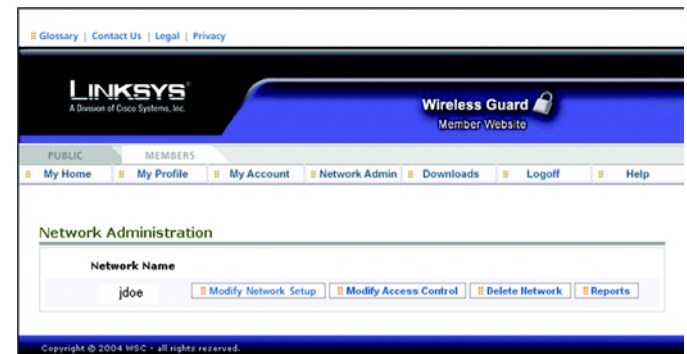 Glossary | Contact Us | Legal | Privacy
LINKSYS®
A Division of Cisco Systems, Inc.
Wireless Guard
Member Website
PUBLIC MEMBERS
My Home My Profile My Account Network Admin Downloads Logoff Help
Network Administration
Network Name
jdoe Modify Network Setup Modify Access Control Delete Network Reports
Copyright © 2004 WSC - all rights reserved.